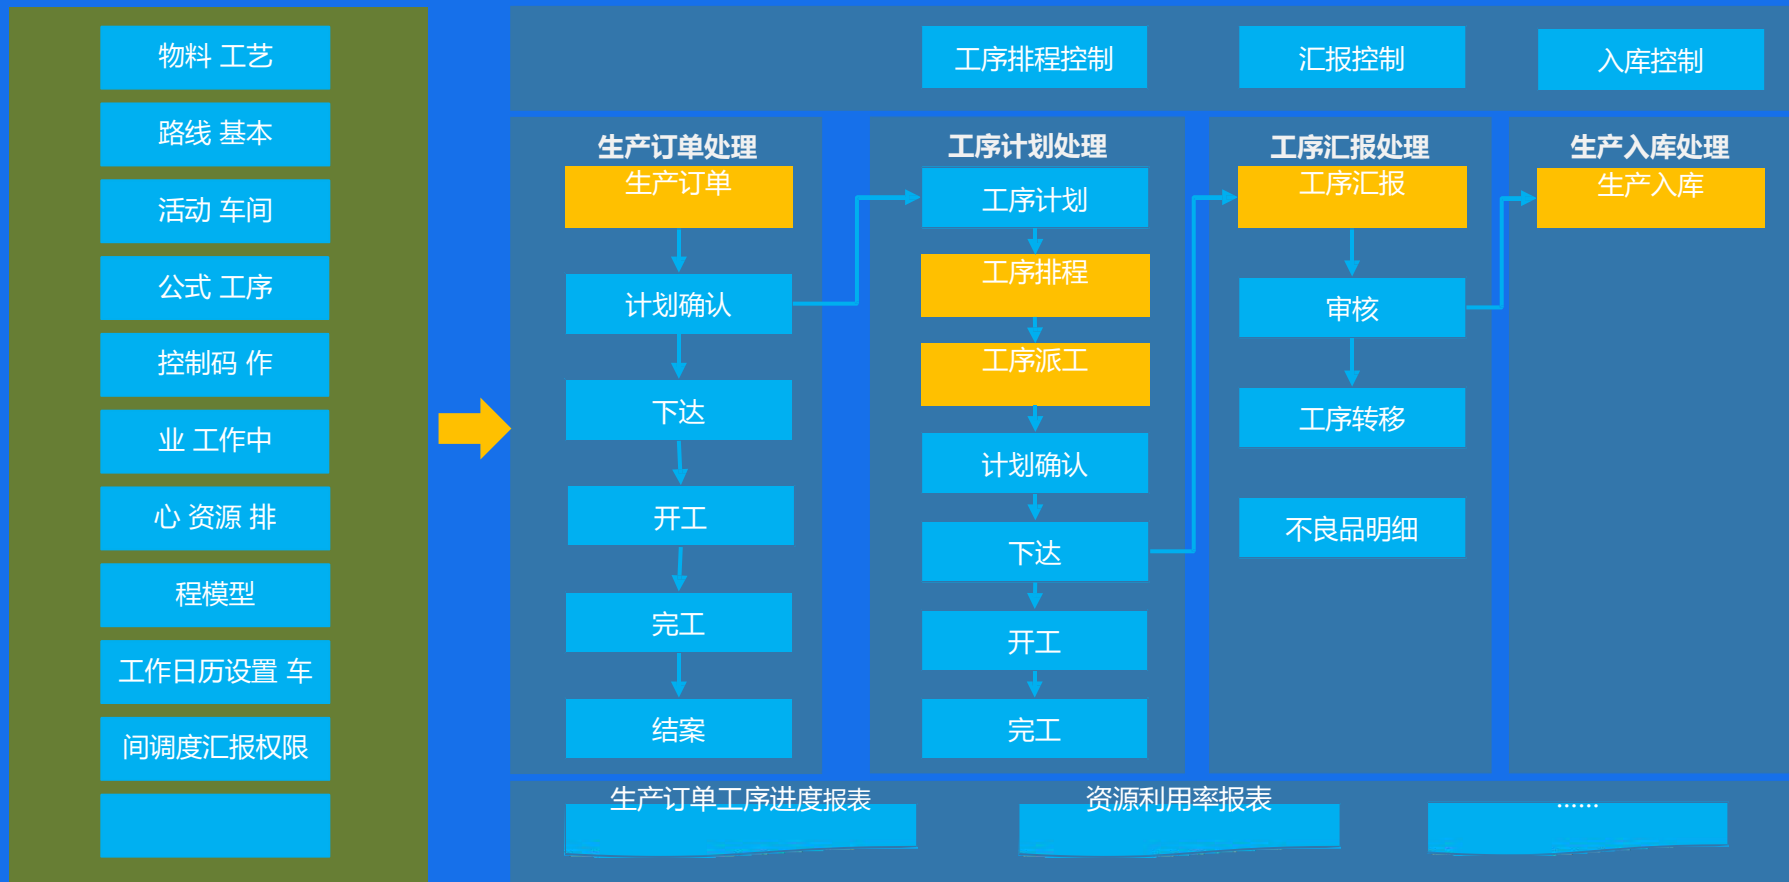 物料 工艺
路线 基本
活动 车间
公式 工序
控制码 作
业 工作中
心 资源 排
程模型
工作日历设置 车
间调度汇报权限
工序排程控制
汇报控制
入库控制
生产订单处理
生产订单
计划确认
下达
开工
完工
结案
工序计划处理
工序计划
工序排程
工序派工
计划确认
下达
开工
完工
工序汇报处理
工序汇报
审核
工序转移
不良品明细
生产入库处理
生产入库
生产订单工序进度报表
资源利用率报表
......